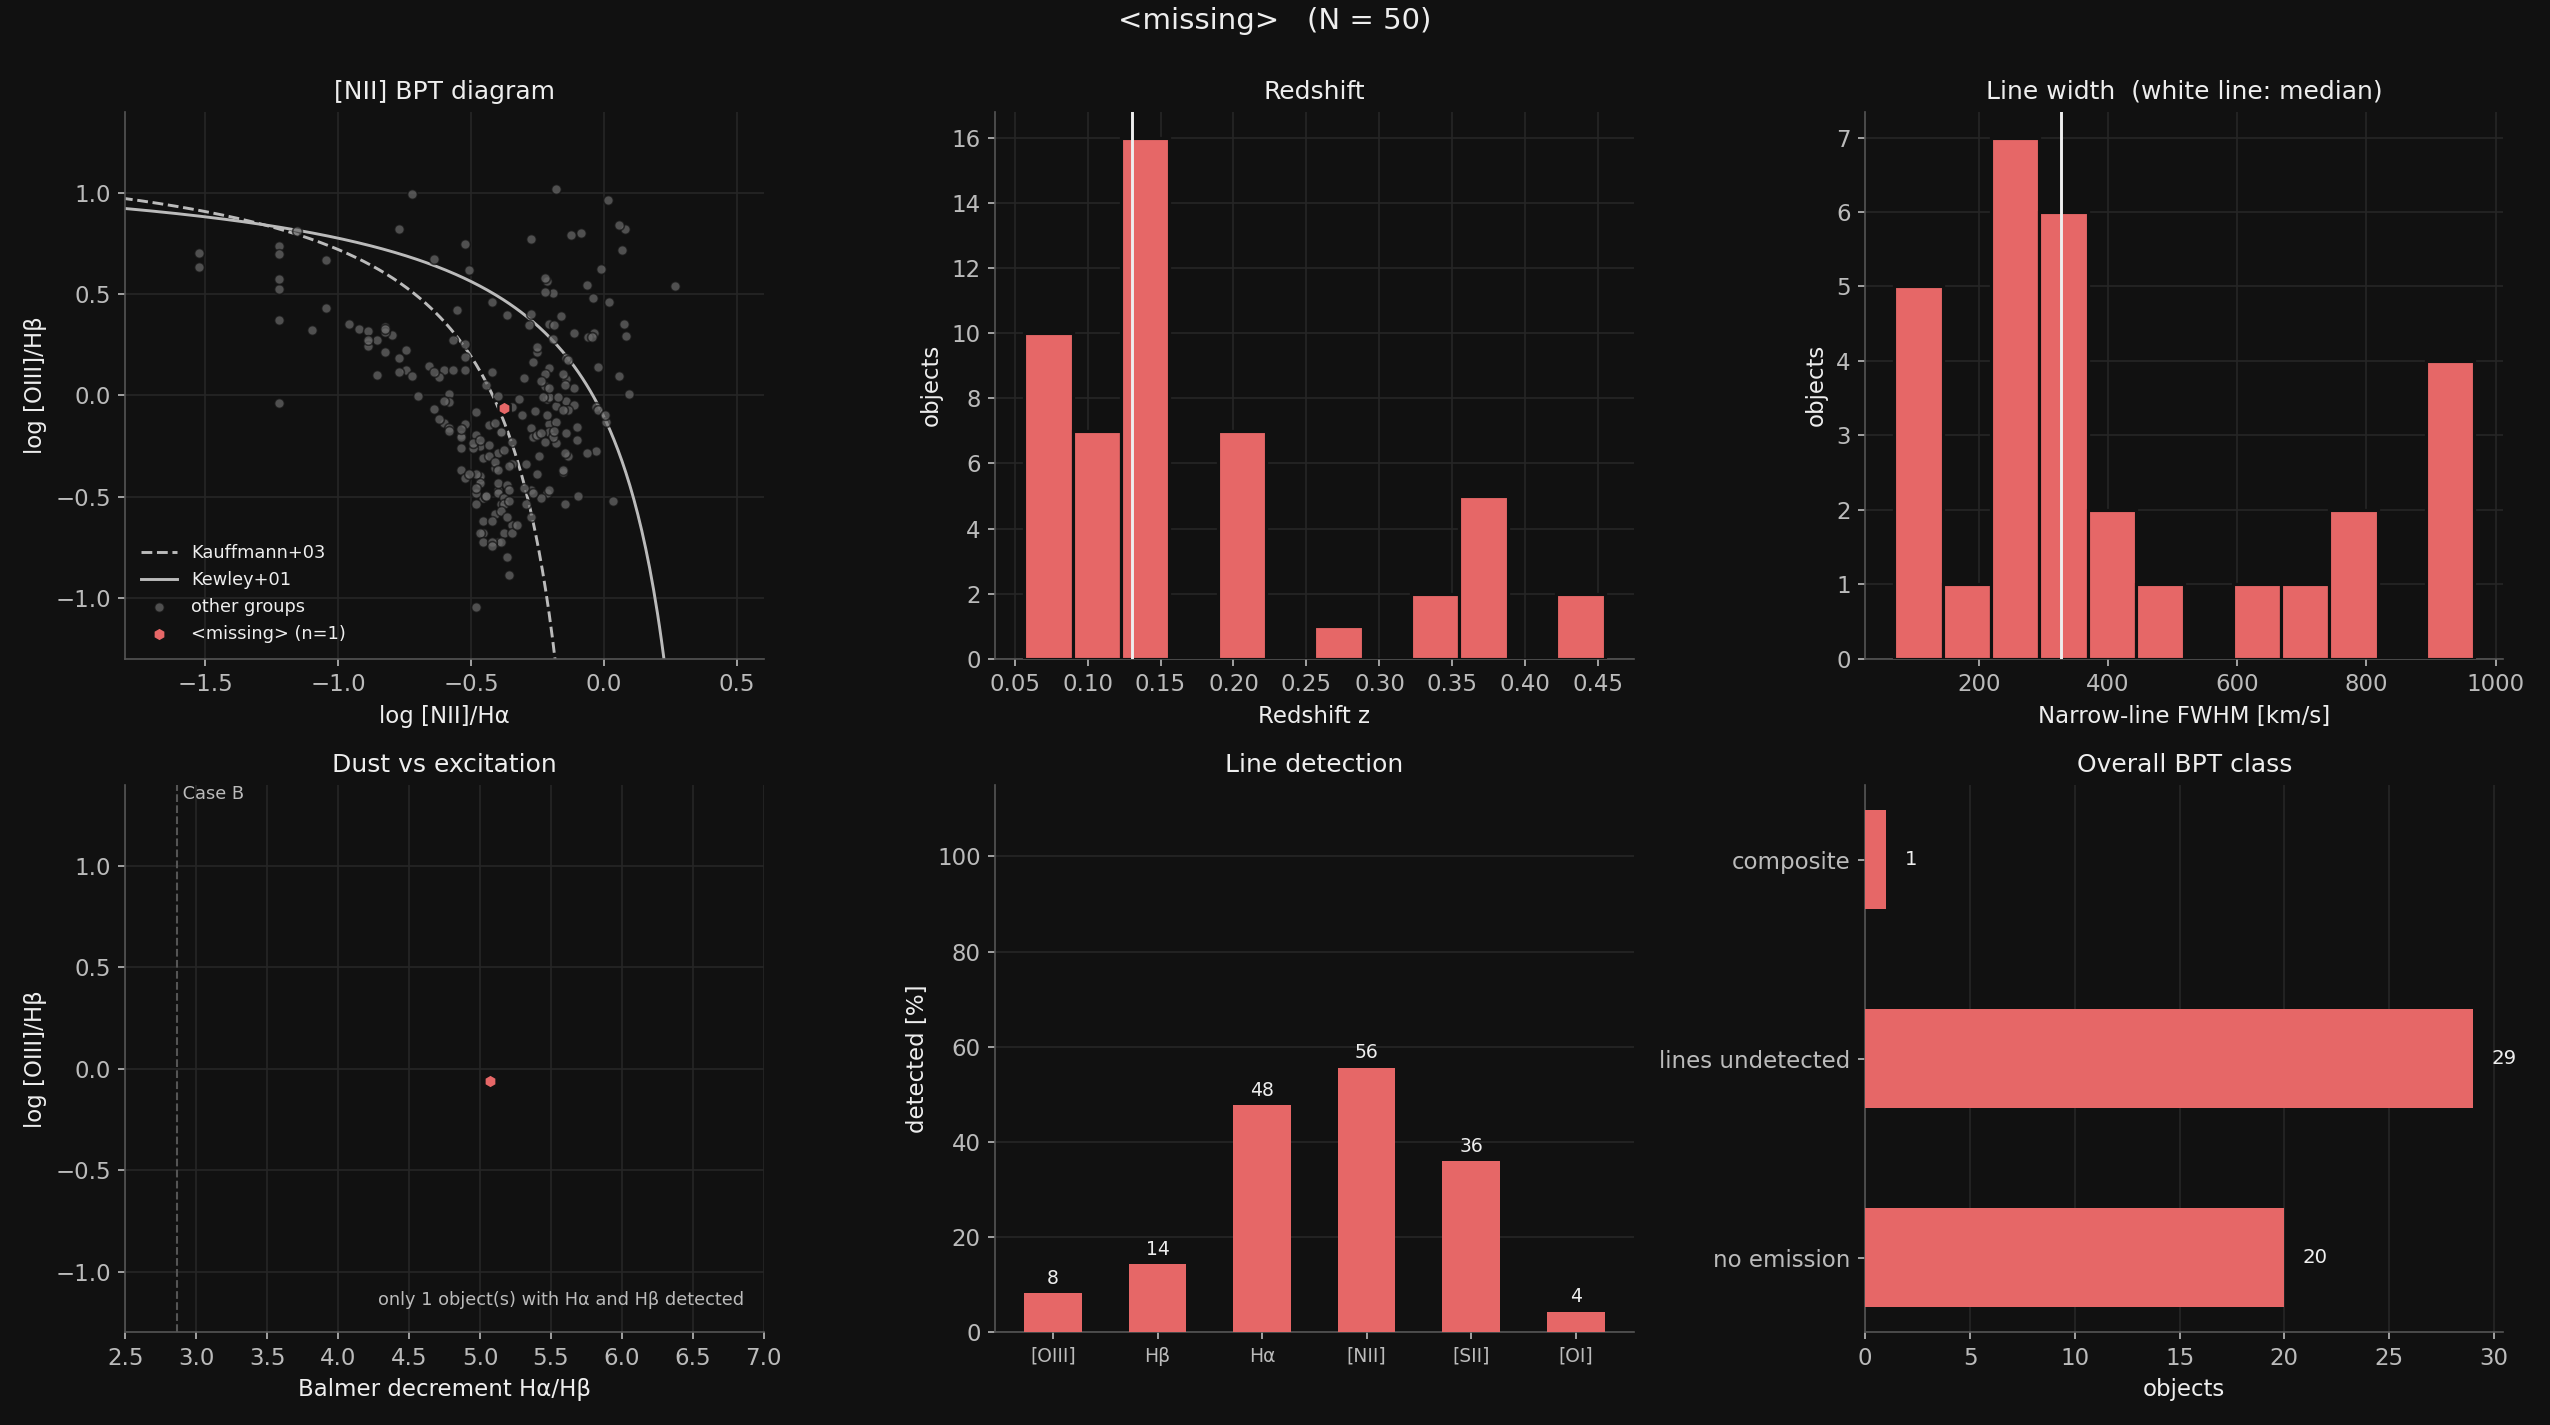 <missing>   (N = 50)
[NII] BPT diagram
log [OIII]/Hβ
1.0
0.5
0.0
−0.5
−1.0
Kauffmann+03
Kewley+01
other groups
<missing> (n=1)
−1.5
−1.0
−0.5
0.0
0.5
log [NII]/Hα
Redshift
objects
16
14
12
10
8
6
4
2
0
0.05
0.10
0.15
0.20
0.25
0.30
0.35
0.40
0.45
Redshift z
Line width  (white line: median)
objects
7
6
5
4
3
2
1
0
200
400
600
800
1000
Narrow-line FWHM [km/s]
Dust vs excitation
log [OIII]/Hβ
Case B
1.0
0.5
0.0
−0.5
−1.0
only 1 object(s) with Hα and Hβ detected
2.5
3.0
3.5
4.0
4.5
5.0
5.5
6.0
6.5
7.0
Balmer decrement Hα/Hβ
Line detection
detected [%]
100
80
60
40
20
0
8
14
48
56
36
4
[OIII]
Hβ
Hα
[NII]
[SII]
[OI]
Overall BPT class
composite
1
lines undetected
29
no emission
20
0
5
10
15
20
25
30
objects